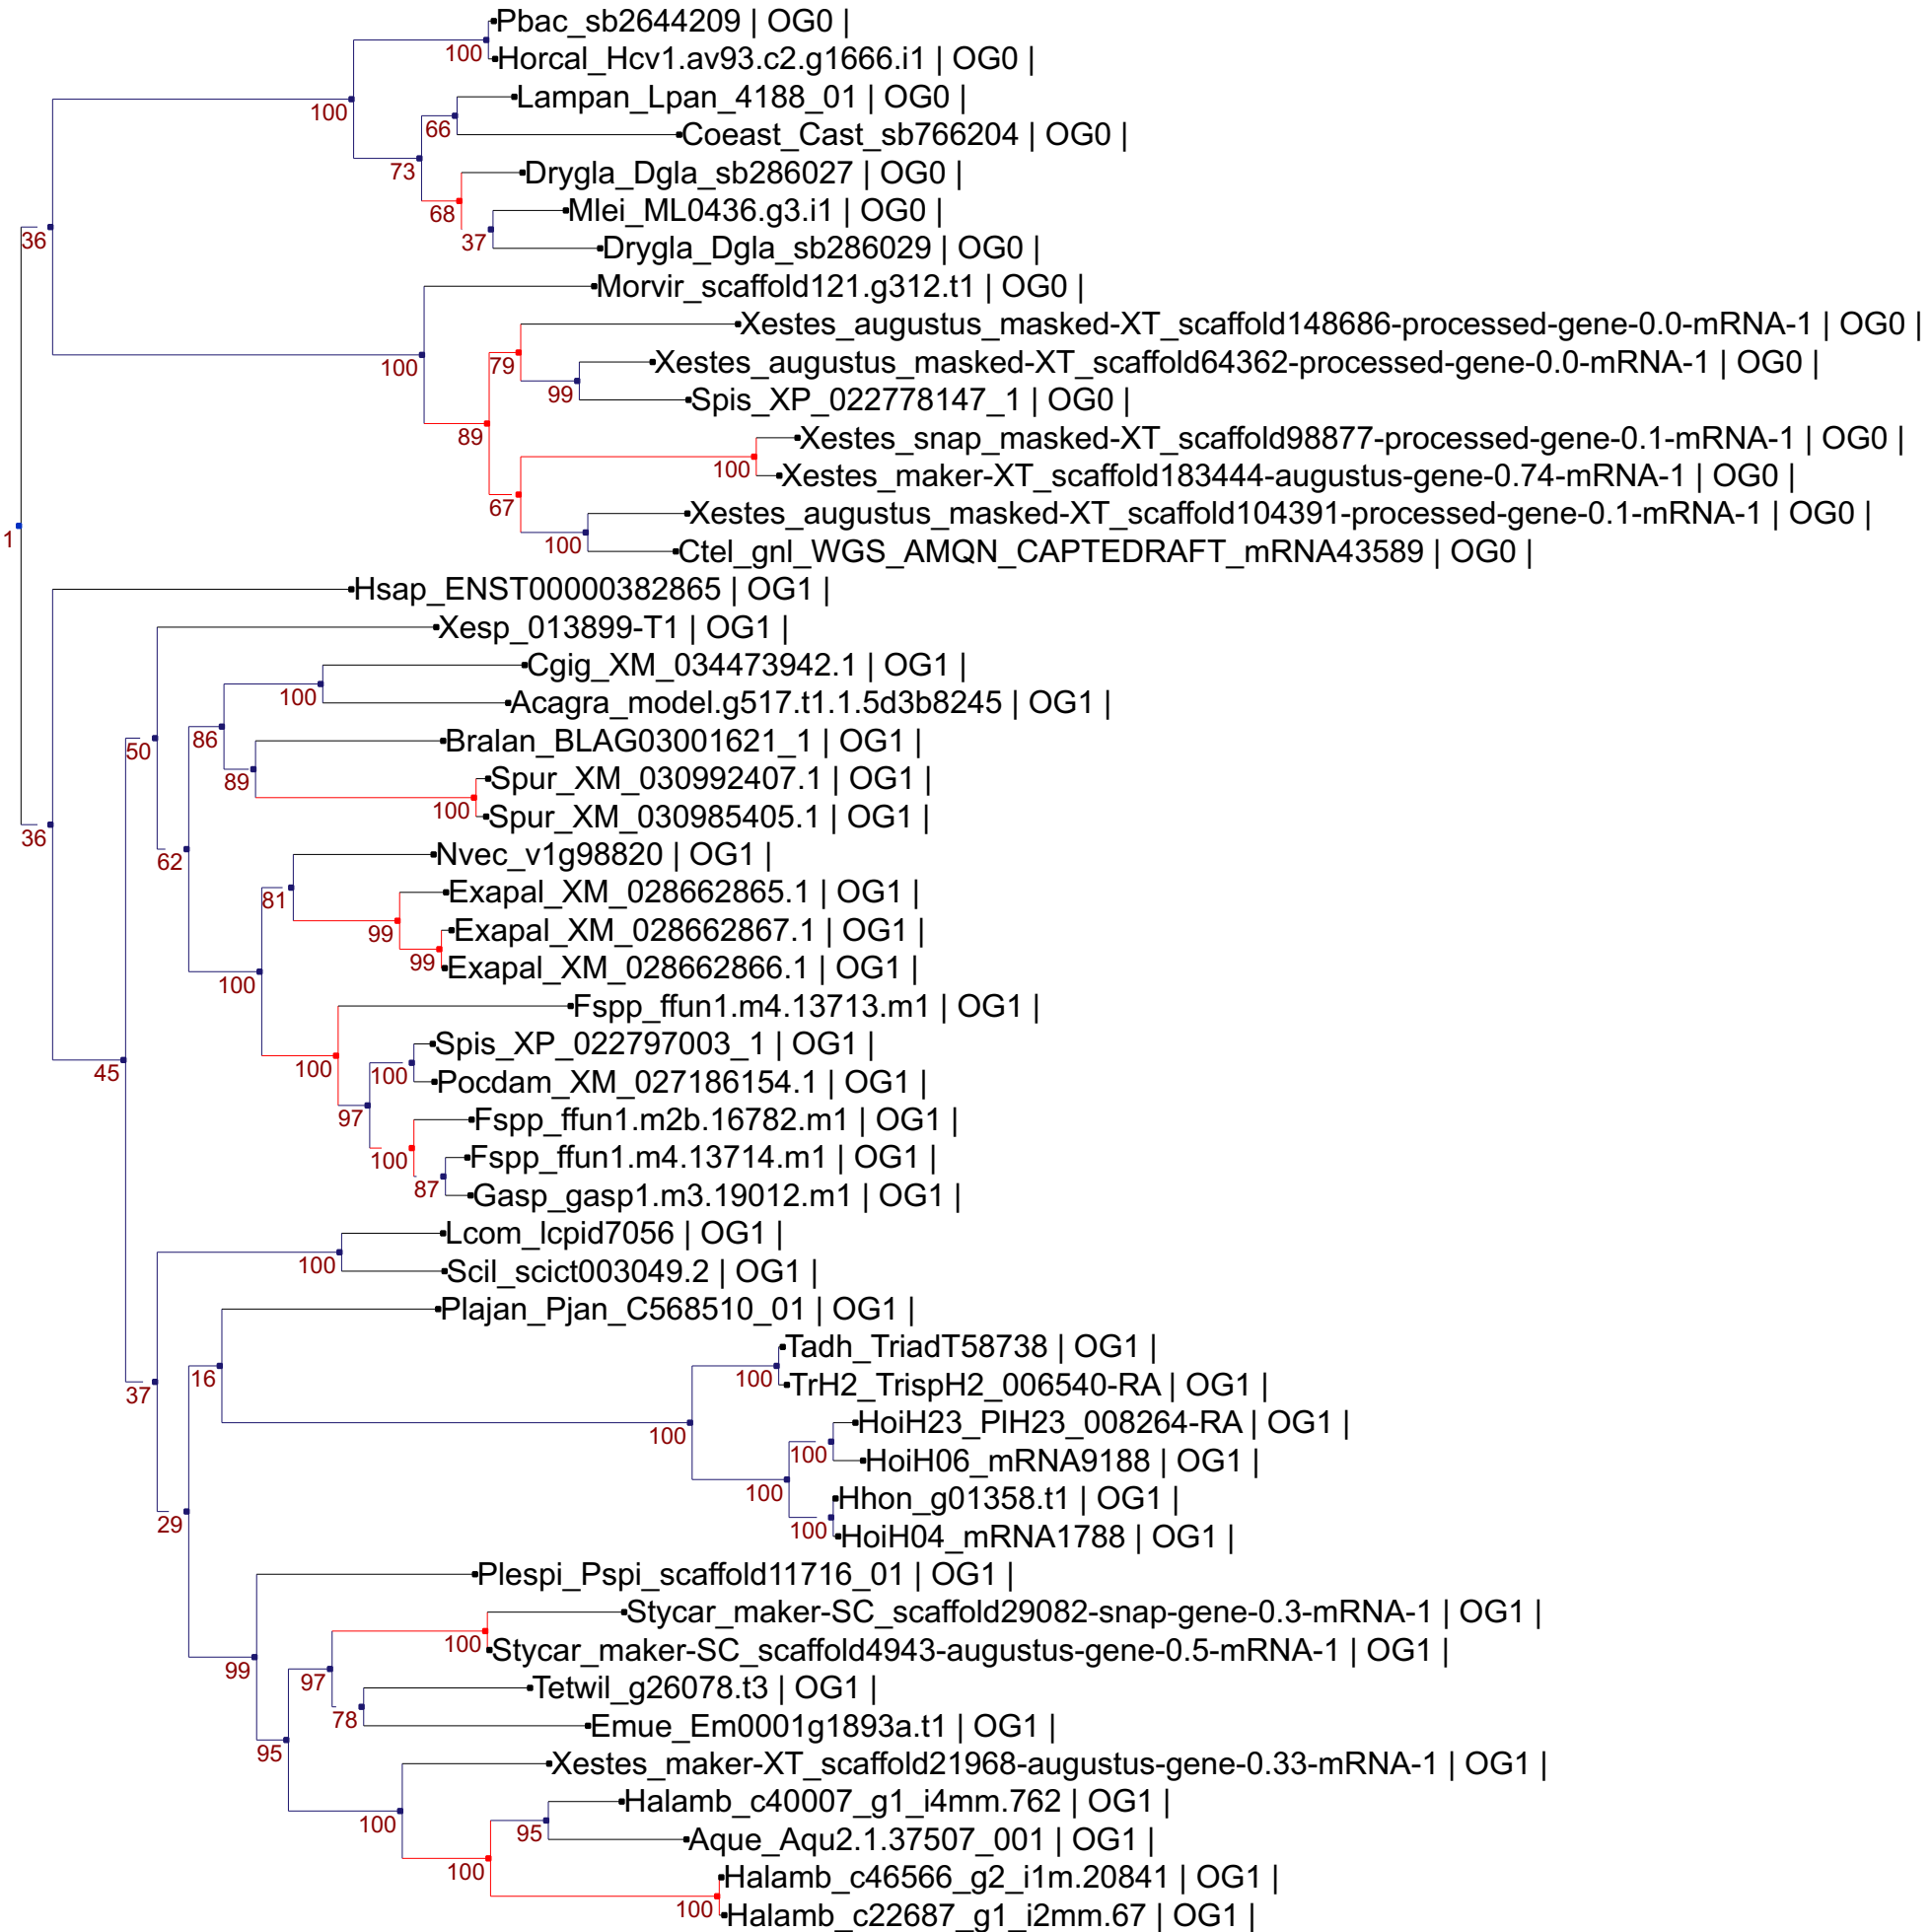 Pbac_sb2644209 | OG0 |
100
Horcal_Hcv1.av93.c2.g1666.i1 | OG0 |
Lampan_Lpan_4188_01 | OG0 |
100
66
Coeast_Cast_sb766204 | OG0 |
73
Drygla_Dgla_sb286027 | OG0 |
68
Mlei_ML0436.g3.i1 | OG0 |
36
37
Drygla_Dgla_sb286029 | OG0 |
Morvir_scaffold121.g312.t1 | OG0 |
Xestes_augustus_masked-XT_scaffold148686-processed-gene-0.0-mRNA-1 | OG0 |
100
79
Xestes_augustus_masked-XT_scaffold64362-processed-gene-0.0-mRNA-1 | OG0 |
99
Spis_XP_022778147_1 | OG0 |
89
Xestes_snap_masked-XT_scaffold98877-processed-gene-0.1-mRNA-1 | OG0 |
100
Xestes_maker-XT_scaffold183444-augustus-gene-0.74-mRNA-1 | OG0 |
67
Xestes_augustus_masked-XT_scaffold104391-processed-gene-0.1-mRNA-1 | OG0 |
1
100
Ctel_gnl_WGS_AMQN_CAPTEDRAFT_mRNA43589 | OG0 |
Hsap_ENST00000382865 | OG1 |
Xesp_013899-T1 | OG1 |
Cgig_XM_034473942.1 | OG1 |
100
Acagra_model.g517.t1.1.5d3b8245 | OG1 |
50
86
Bralan_BLAG03001621_1 | OG1 |
89
Spur_XM_030992407.1 | OG1 |
100
Spur_XM_030985405.1 | OG1 |
36
62
Nvec_v1g98820 | OG1 |
81
Exapal_XM_028662865.1 | OG1 |
99
Exapal_XM_028662867.1 | OG1 |
99
Exapal_XM_028662866.1 | OG1 |
100
Fspp_ffun1.m4.13713.m1 | OG1 |
Spis_XP_022797003_1 | OG1 |
45
100
100
Pocdam_XM_027186154.1 | OG1 |
97
Fspp_ffun1.m2b.16782.m1 | OG1 |
100
Fspp_ffun1.m4.13714.m1 | OG1 |
87
Gasp_gasp1.m3.19012.m1 | OG1 |
Lcom_lcpid7056 | OG1 |
100
Scil_scict003049.2 | OG1 |
Plajan_Pjan_C568510_01 | OG1 |
Tadh_TriadT58738 | OG1 |
37
16
100
TrH2_TrispH2_006540-RA | OG1 |
HoiH23_PlH23_008264-RA | OG1 |
100
100
HoiH06_mRNA9188 | OG1 |
100
Hhon_g01358.t1 | OG1 |
29
100
HoiH04_mRNA1788 | OG1 |
Plespi_Pspi_scaffold11716_01 | OG1 |
Stycar_maker-SC_scaffold29082-snap-gene-0.3-mRNA-1 | OG1 |
100
Stycar_maker-SC_scaffold4943-augustus-gene-0.5-mRNA-1 | OG1 |
99
97
Tetwil_g26078.t3 | OG1 |
78
Emue_Em0001g1893a.t1 | OG1 |
95
Xestes_maker-XT_scaffold21968-augustus-gene-0.33-mRNA-1 | OG1 |
Halamb_c40007_g1_i4mm.762 | OG1 |
100
95
Aque_Aqu2.1.37507_001 | OG1 |
100
Halamb_c46566_g2_i1m.20841 | OG1 |
100
Halamb_c22687_g1_i2mm.67 | OG1 |